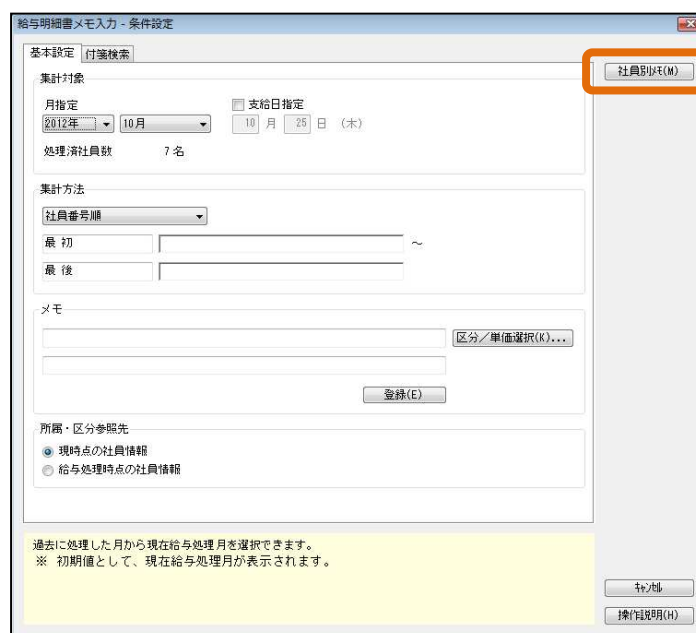 給与明細書メモ入力 - 条件設定
基本設定 付箋検索
社員別ﾒﾓ(M)
集計対象
月指定
支給日指定
2012年 10月
10 月 25 日 (木)
処理済社員数 7 名
集計方法
社員番号順
最 初 ～
最 後
メモ
区分／単価選択(K)...
登録(E)
所属・区分参照先
現時点の社員情報
給与処理時点の社員情報
過去に処理した月から現在給与処理月を選択できます。
※ 初期値として、現在給与処理月が表示されます。
ｷｬﾝｾﾙ
操作説明(H)